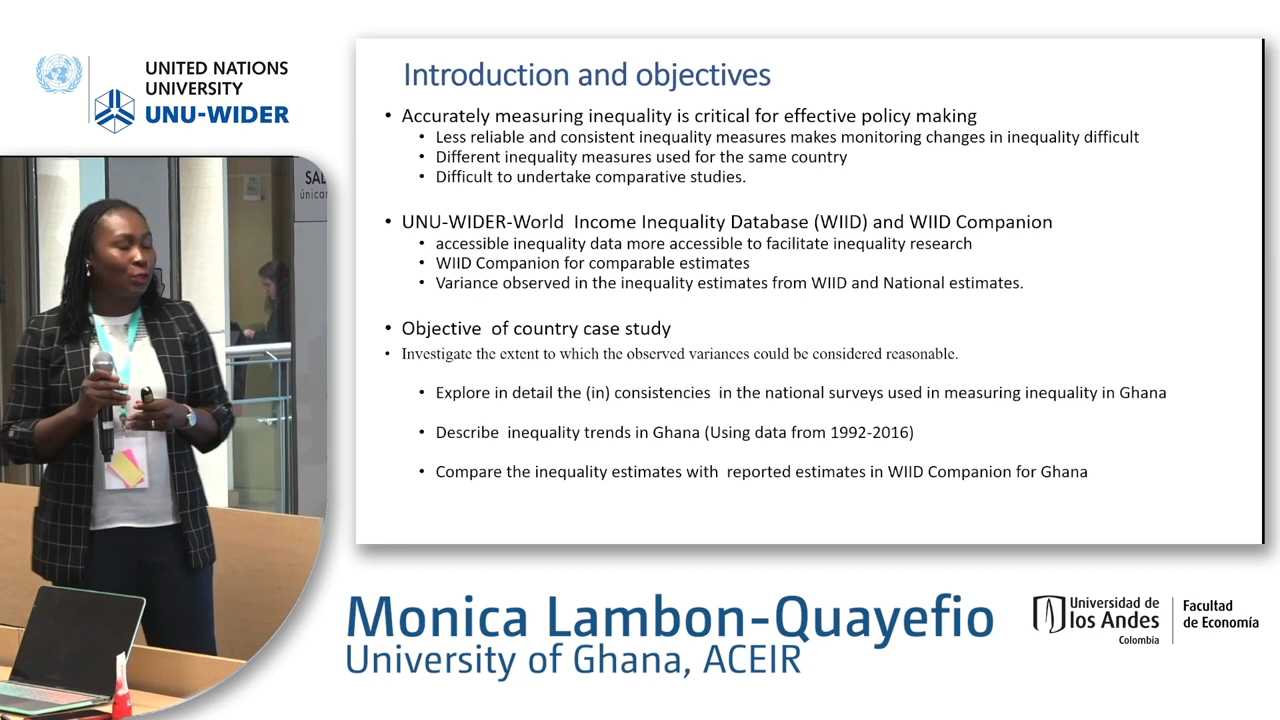 UNITED NATIONS
UNIVERSITY
UNU-WIDER
Introduction and objectives
• Accurately measuring inequality is critical for effective policy making
• Less reliable and consistent inequality measures makes monitoring changes in inequality difficult
• Different inequality measures used for the same country
• Difficult to undertake comparative studies.
• UNU-WIDER-World Income Inequality Database (WIID) and WIID Companion
• accessible inequality data more accessible to facilitate inequality research
• WIID Companion for comparable estimates
• Variance observed in the inequality estimates from WIID and National estimates.
• Objective of country case study
• Investigate the extent to which the observed variances could be considered reasonable.
• Explore in detail the (in) consistencies in the national surveys used in measuring inequality in Ghana
• Describe inequality trends in Ghana (Using data from 1992-2016)
• Compare the inequality estimates with reported estimates in WIID Companion for Ghana
Monica Lambon-Quayefio
University of Ghana, ACEIR
Universidad de
los Andes
Colombia
Facultad
de Economía